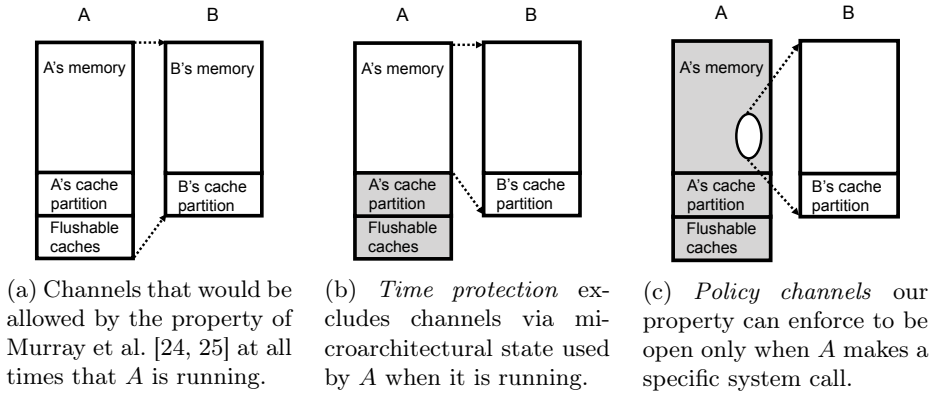 A B
A's memory B's memory
A's cache B's cache
partition partition
Flushable
caches
(a) Channels that would be
allowed by the property of
Murray et al. [24, 25] at all
times that A is running.
A B
A's memory
A's cache B's cache
partition partition
Flushable
caches
(b) Time protection ex-
cludes channels via mi-
croarchitectural state used
by A when it is running.
A B
A's memory
A's cache B's cache
partition partition
Flushable
caches
(c) Policy channels our
property can enforce to be
open only when A makes a
specific system call.